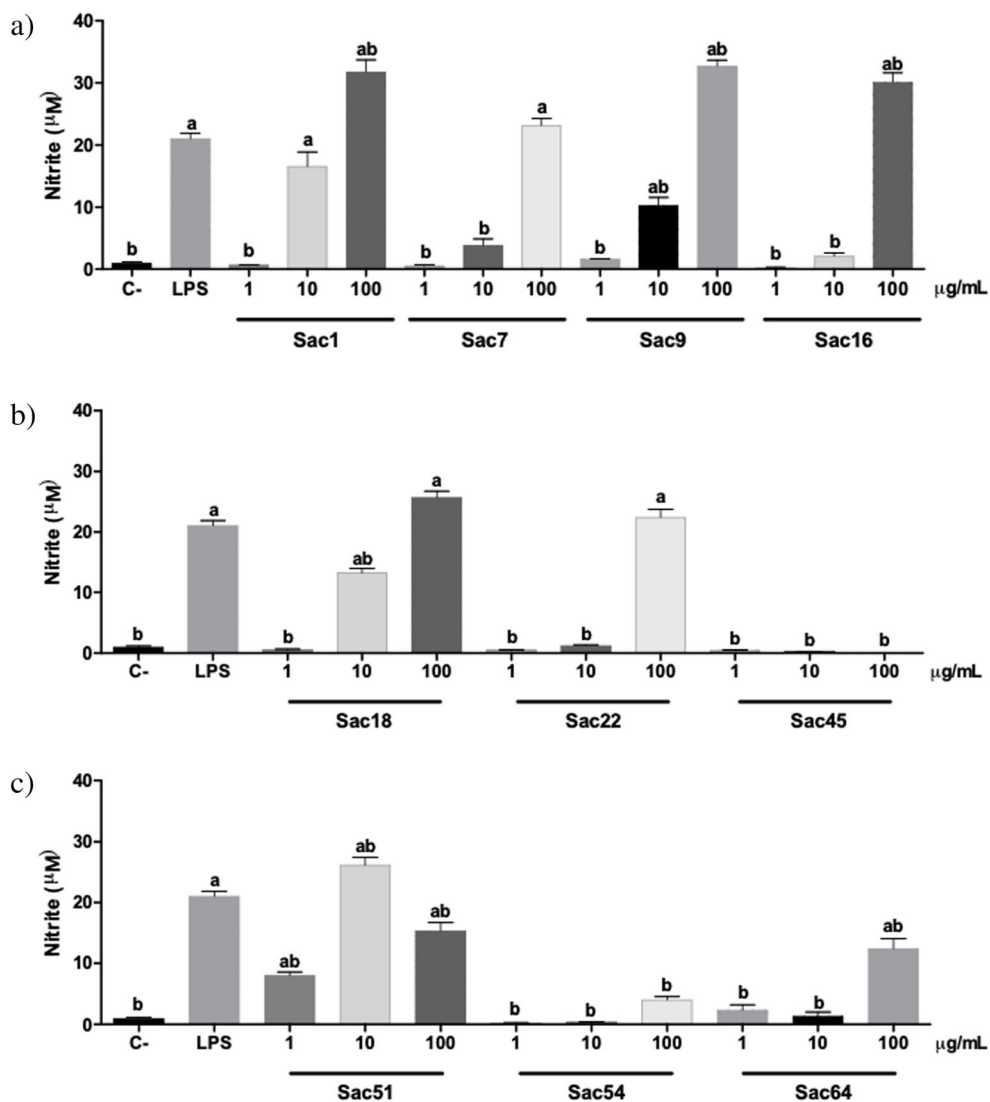 a)
Nitrite (μM)
40
30
20
10
0
b a b a ab b b a b ab ab b b ab
C- LPS 1 10 100 1 10 100 1 10 100 1 10 100 μg/mL
Sac1 Sac7 Sac9 Sac16
b)
Nitrite (μM)
40
30
20
10
0
b a b ab a b b a b b b
C- LPS 1 10 100 1 10 100 1 10 100 μg/mL
Sac18 Sac22 Sac45
c)
Nitrite (μM)
40
30
20
10
0
b a ab ab ab b b b b b ab
C- LPS 1 10 100 1 10 100 1 10 100 μg/mL
Sac51 Sac54 Sac64